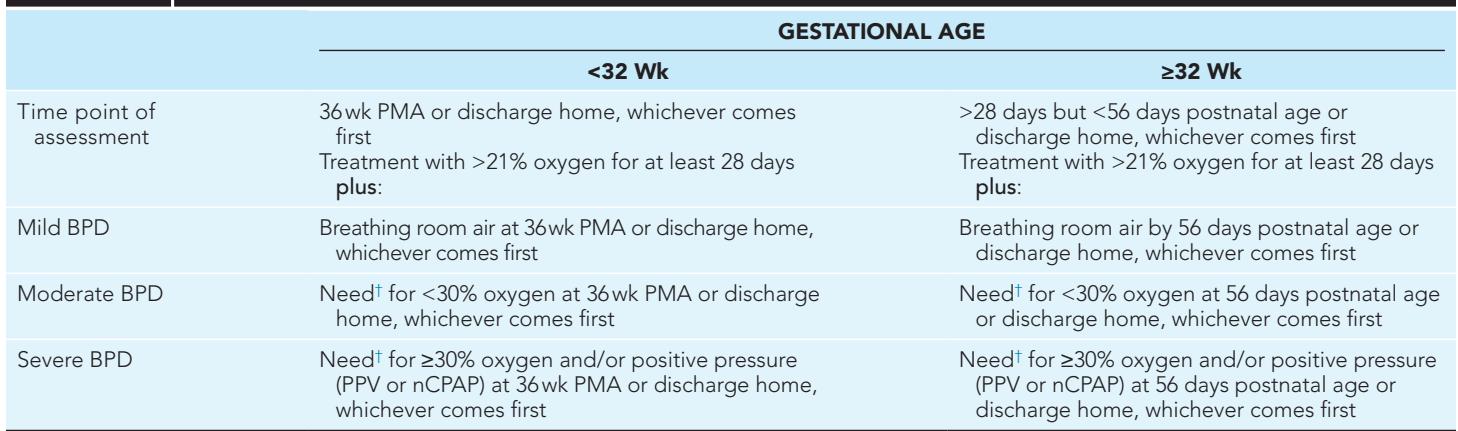 GESTATIONAL AGE
<32 Wk
≥32 Wk
Time point of
assessment
36 wk PMA or discharge home, whichever comes
first
Treatment with >21% oxygen for at least 28 days
plus:
>28 days but <56 days postnatal age or
discharge home, whichever comes first
Treatment with >21% oxygen for at least 28 days
plus:
Mild BPD
Breathing room air at 36 wk PMA or discharge home,
whichever comes first
Breathing room air by 56 days postnatal age or
discharge home, whichever comes first
Moderate BPD
Need† for <30% oxygen at 36 wk PMA or discharge
home, whichever comes first
Need† for <30% oxygen at 56 days postnatal age
or discharge home, whichever comes first
Severe BPD
Need† for ≥30% oxygen and/or positive pressure
(PPV or nCPAP) at 36 wk PMA or discharge home,
whichever comes first
Need† for ≥30% oxygen and/or positive pressure
(PPV or nCPAP) at 56 days postnatal age or
discharge home, whichever comes first